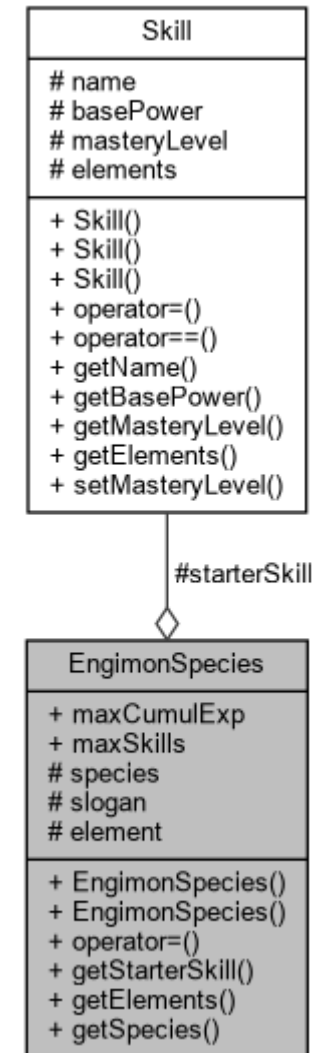 Skill
# name
# basePower
# masteryLevel
# elements
+ Skill()
+ Skill()
+ Skill()
+ operator=()
+ operator==()
+ getName()
+ getBasePower()
+ getMasteryLevel()
+ getElements()
+ setMasteryLevel()
#starterSkill
EngimonSpecies
+ maxCumulExp
+ maxSkills
# species
# slogan
# element
+ EngimonSpecies()
+ EngimonSpecies()
+ operator=()
+ getStarterSkill()
+ getElements()
+ getSpecies()